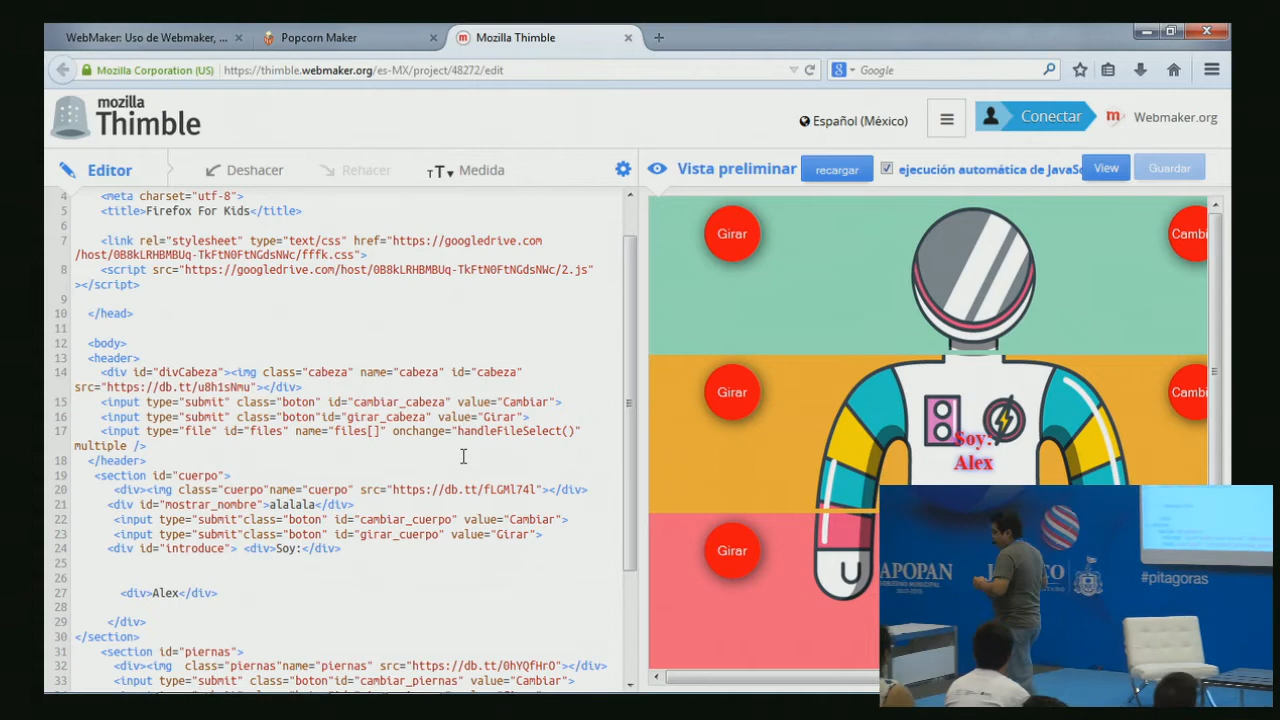 WebMaker: Uso de Webmaker, ...
Popcorn Maker
Mozilla Thimble
Mozilla Corporation (US)
https://thimble.webmaker.org/es-MX/project/48272/edit
Google
mozilla
Thimble
Español (México)
Conectar
Webmaker.org
Editor
Deshacer
Rehacer
Medida
Vista preliminar
recargar
ejecución automática de JavaSc
View
Guardar
4 <meta charset="utf-8">
5 <title>Firefox For Kids</title>
6
7 <link rel="stylesheet" type="text/css" href="https://googledrive.com
/host/0B8kLRHBMBUq-TkFtN0FtNGdsNWc/fffk.css">
8 <script src="https://googledrive.com/host/0B8kLRHBMBUq-TkFtN0FtNGdsNWc/2.js"
></script>
9
10 </head>
11
12 <body>
13 <header>
14 <div id="divCabeza"><img class="cabeza" name="cabeza" id="cabeza"
src="https://db.tt/u8h1sNmu"></div>
15 <input type="submit" class="boton" id="cambiar_cabeza" value="Cambiar">
16 <input type="submit" class="boton"id="girar_cabeza" value="Girar">
17 <input type="file" id="files" name="files[]" onchange="handleFileSelect()"
multiple />
18 </header>
19 <section id="cuerpo">
20 <div><img class="cuerpo"name="cuerpo" src="https://db.tt/fLGMl74l"></div>
21 <div id="mostrar_nombre">alalala</div>
22 <input type="submit"class="boton" id="cambiar_cuerpo" value="Cambiar">
23 <input type="submit"class="boton" id="girar_cuerpo" value="Girar">
24 <div id="introduce"> <div>Soy:</div>
25
26
27 <div>Alex</div>
28
29 </div>
30 </section>
31 <section id="piernas">
32 <div><img class="piernas"name="piernas" src="https://db.tt/0hYQfHrO"></div>
33 <input type="submit" class="boton"id="cambiar_piernas" value="Cambiar">
Girar
Cambi
Girar
Cambi
Soy:
Alex
Girar
U
APOPAN
#pitagoras